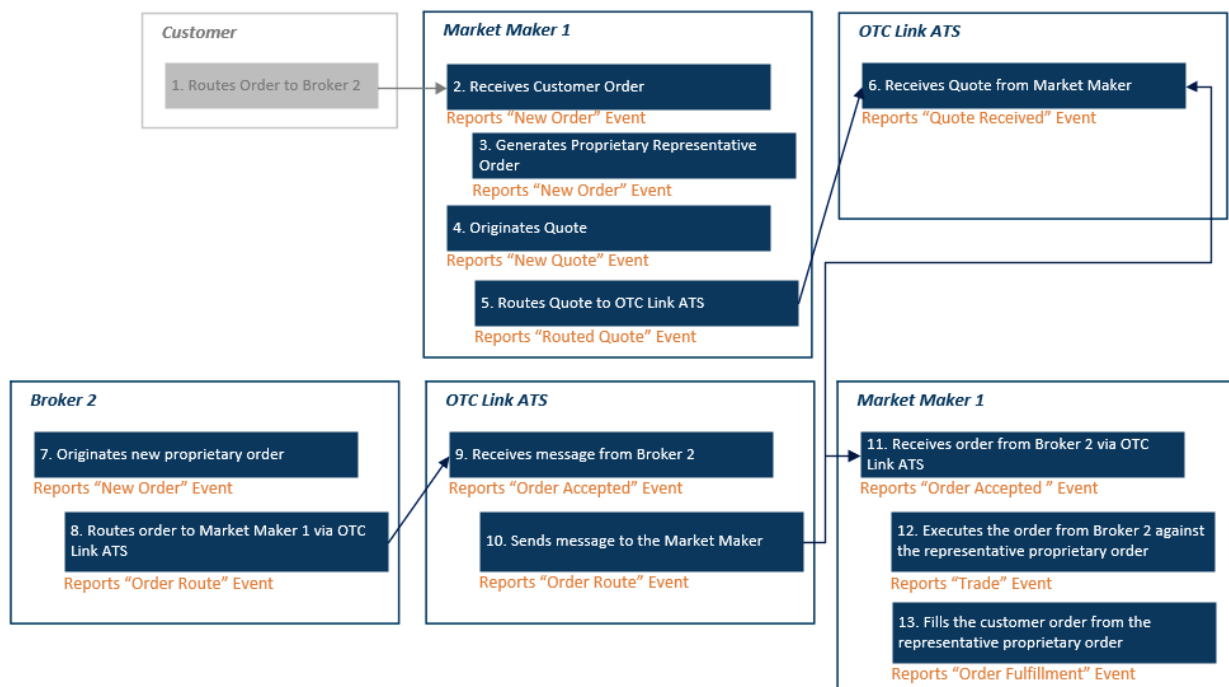 Customer
1. Routes Order to Broker 2
Market Maker 1
2. Receives Customer Order
Reports “New Order” Event
3. Generates Proprietary Representative
Order
Reports “New Order” Event
4. Originates Quote
Reports “New Quote” Event
5. Routes Quote to OTC Link ATS
Reports “Routed Quote” Event
OTC Link ATS
6. Receives Quote from Market Maker
Reports “Quote Received” Event
Broker 2
7. Originates new proprietary order
Reports “New Order” Event
8. Routes order to Market Maker 1 via OTC
Link ATS
Reports “Order Route” Event
OTC Link ATS
9. Receives message from Broker 2
Reports “Order Accepted” Event
10. Sends message to the Market Maker
Reports “Order Route” Event
Market Maker 1
11. Receives order from Broker 2 via OTC
Link ATS
Reports “Order Accepted ” Event
12. Executes the order from Broker 2 against
the representative proprietary order
Reports “Trade” Event
13. Fills the customer order from the
representative proprietary order
Reports “Order Fulfillment” Event